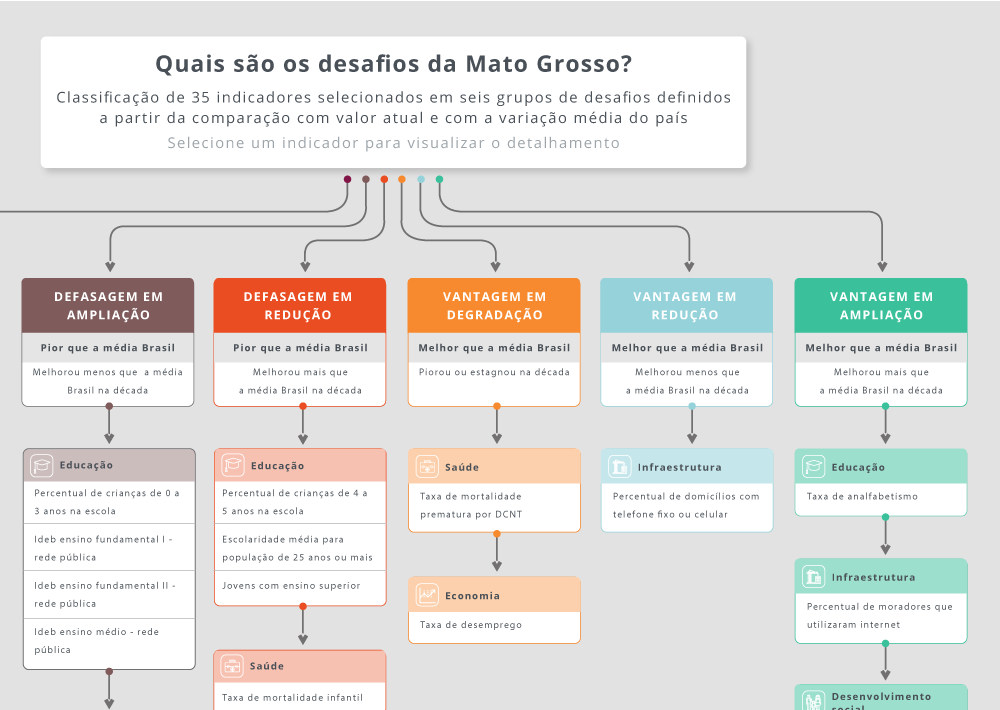 Quais são os desafios da Mato Grosso?
Classificação de 35 indicadores selecionados em seis grupos de desafios definidos
a partir da comparação com valor atual e com a variação média do país
Selecione um indicador para visualizar o detalhamento
DEFASAGEM EM
AMPLIAÇÃO
Pior que a média Brasil
Melhorou menos que a média
Brasil na década
Educação
Percentual de crianças de 0 a
3 anos na escola
Ideb ensino fundamental I -
rede pública
Ideb ensino fundamental II -
rede pública
Ideb ensino médio - rede
pública
DEFASAGEM EM
REDUÇÃO
Pior que a média Brasil
Melhorou mais que
a média Brasil na década
Educação
Percentual de crianças de 4 a
5 anos na escola
Escolaridade média para
população de 25 anos ou mais
Jovens com ensino superior
Saúde
Taxa de mortalidade infantil
VANTAGEM EM
DEGRADAÇÃO
Melhor que a média Brasil
Piorou ou estagnou na década
Saúde
Taxa de mortalidade
prematura por DCNT
Economia
Taxa de desemprego
VANTAGEM EM
REDUÇÃO
Melhor que a média Brasil
Melhorou menos que
a média Brasil na década
Infraestrutura
Percentual de domicílios com
telefone fixo ou celular
VANTAGEM EM
AMPLIAÇÃO
Melhor que a média Brasil
Melhorou mais que
a média Brasil na década
Educação
Taxa de analfabetismo
Infraestrutura
Percentual de moradores que
utilizaram internet
Desenvolvimento
social